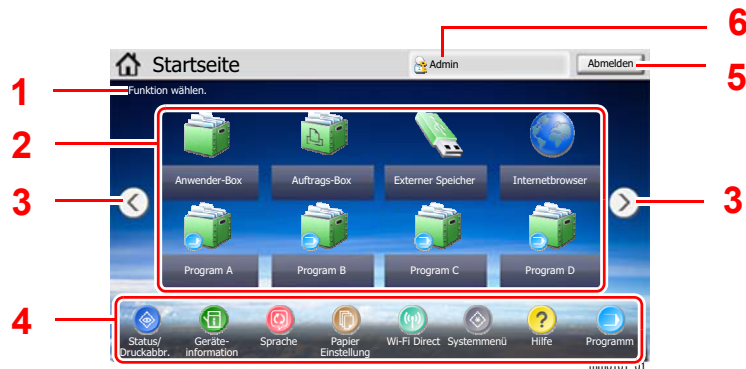 6
Startseite
Admin
Abmelden
5
1
Funktion wählen.
2
Anwender-Box
Auftrags-Box
Externer Speicher
Internetbrowser
3
3
Program A
Program B
Program C
Program D
4
Status/
Druckabbr.
Geräte-
information
Sprache
Papier
Einstellung
Wi-Fi Direct
Systemmenü
Hilfe
Programm